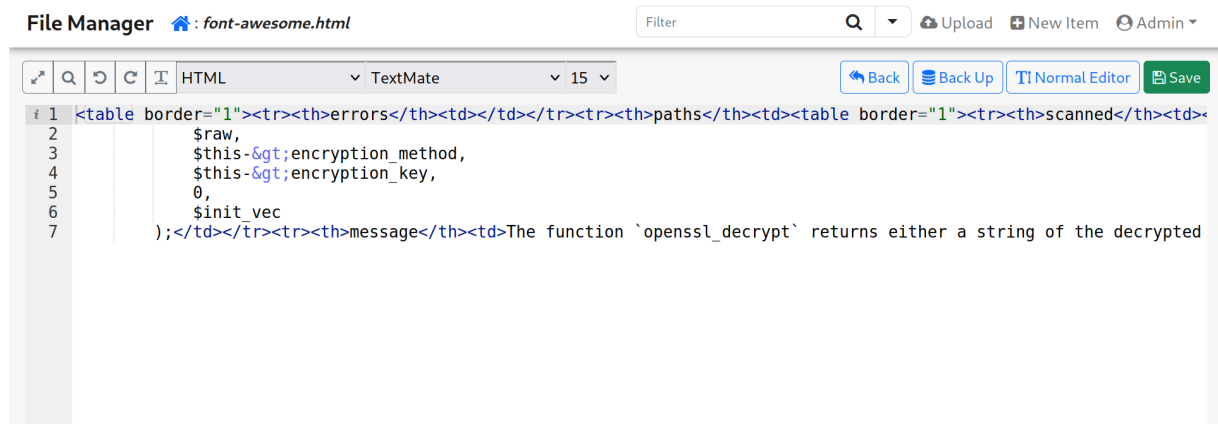 File Manager : font-awesome.html Filter Upload New Item Admin
HTML TextMate 15 Back Back Up Normal Editor Save
1 <table border="1"><tr><th>errors</th><td></td></tr><tr><th>paths</th><td><table border="1"><tr><th>scanned</th><td><
2 $raw,
3 $this-&gt;encryption_method,
4 $this-&gt;encryption_key,
5 0,
6 $init_vec
7 );</td></tr><tr><th>message</th><td>The function `openssl_decrypt` returns either a string of the decrypted